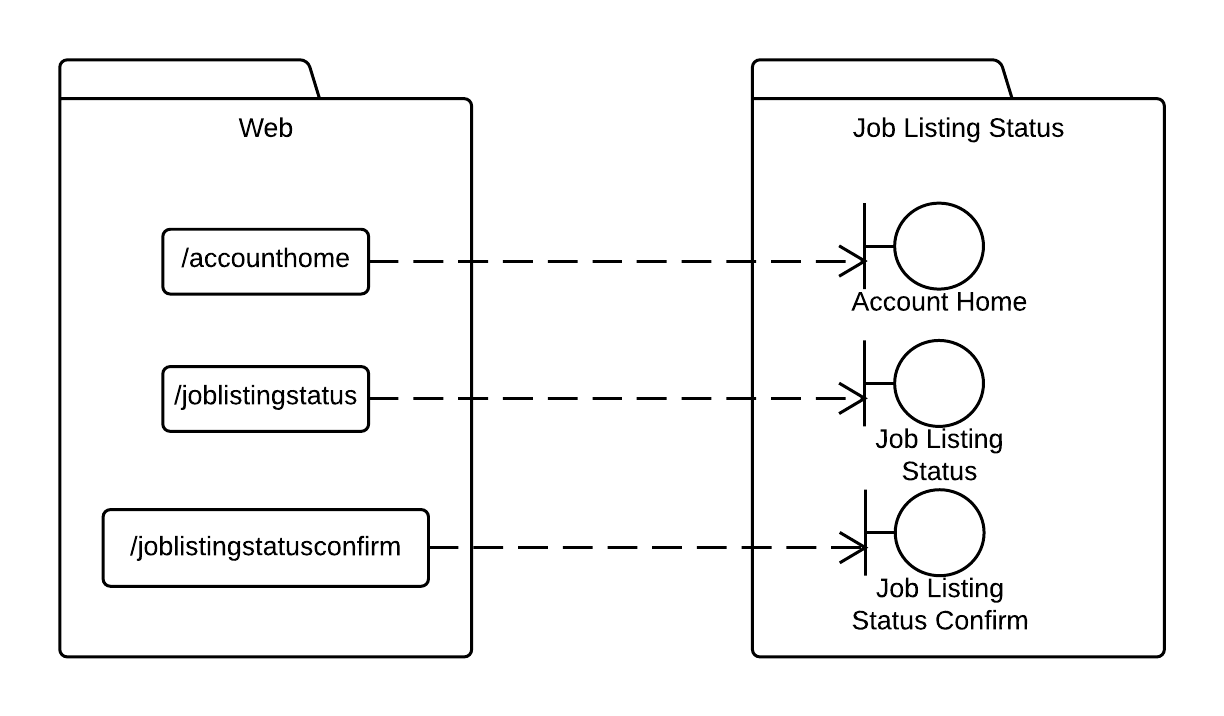 Web
/accounthome
/joblistingstatus
/joblistingstatusconfirm
Job Listing Status
Account Home
Job Listing
Status
Job Listing
Status Confirm